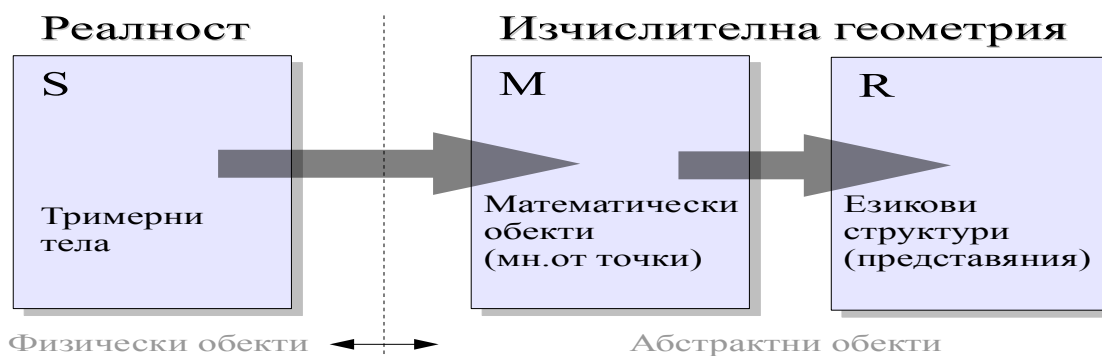 Реалност
Изчислителна геометрия
S
Тримерни
тела
M
Математически
обекти
(мн.от точки)
R
Езикови
структури
(представяния)
Физически обекти
Абстрактни обекти